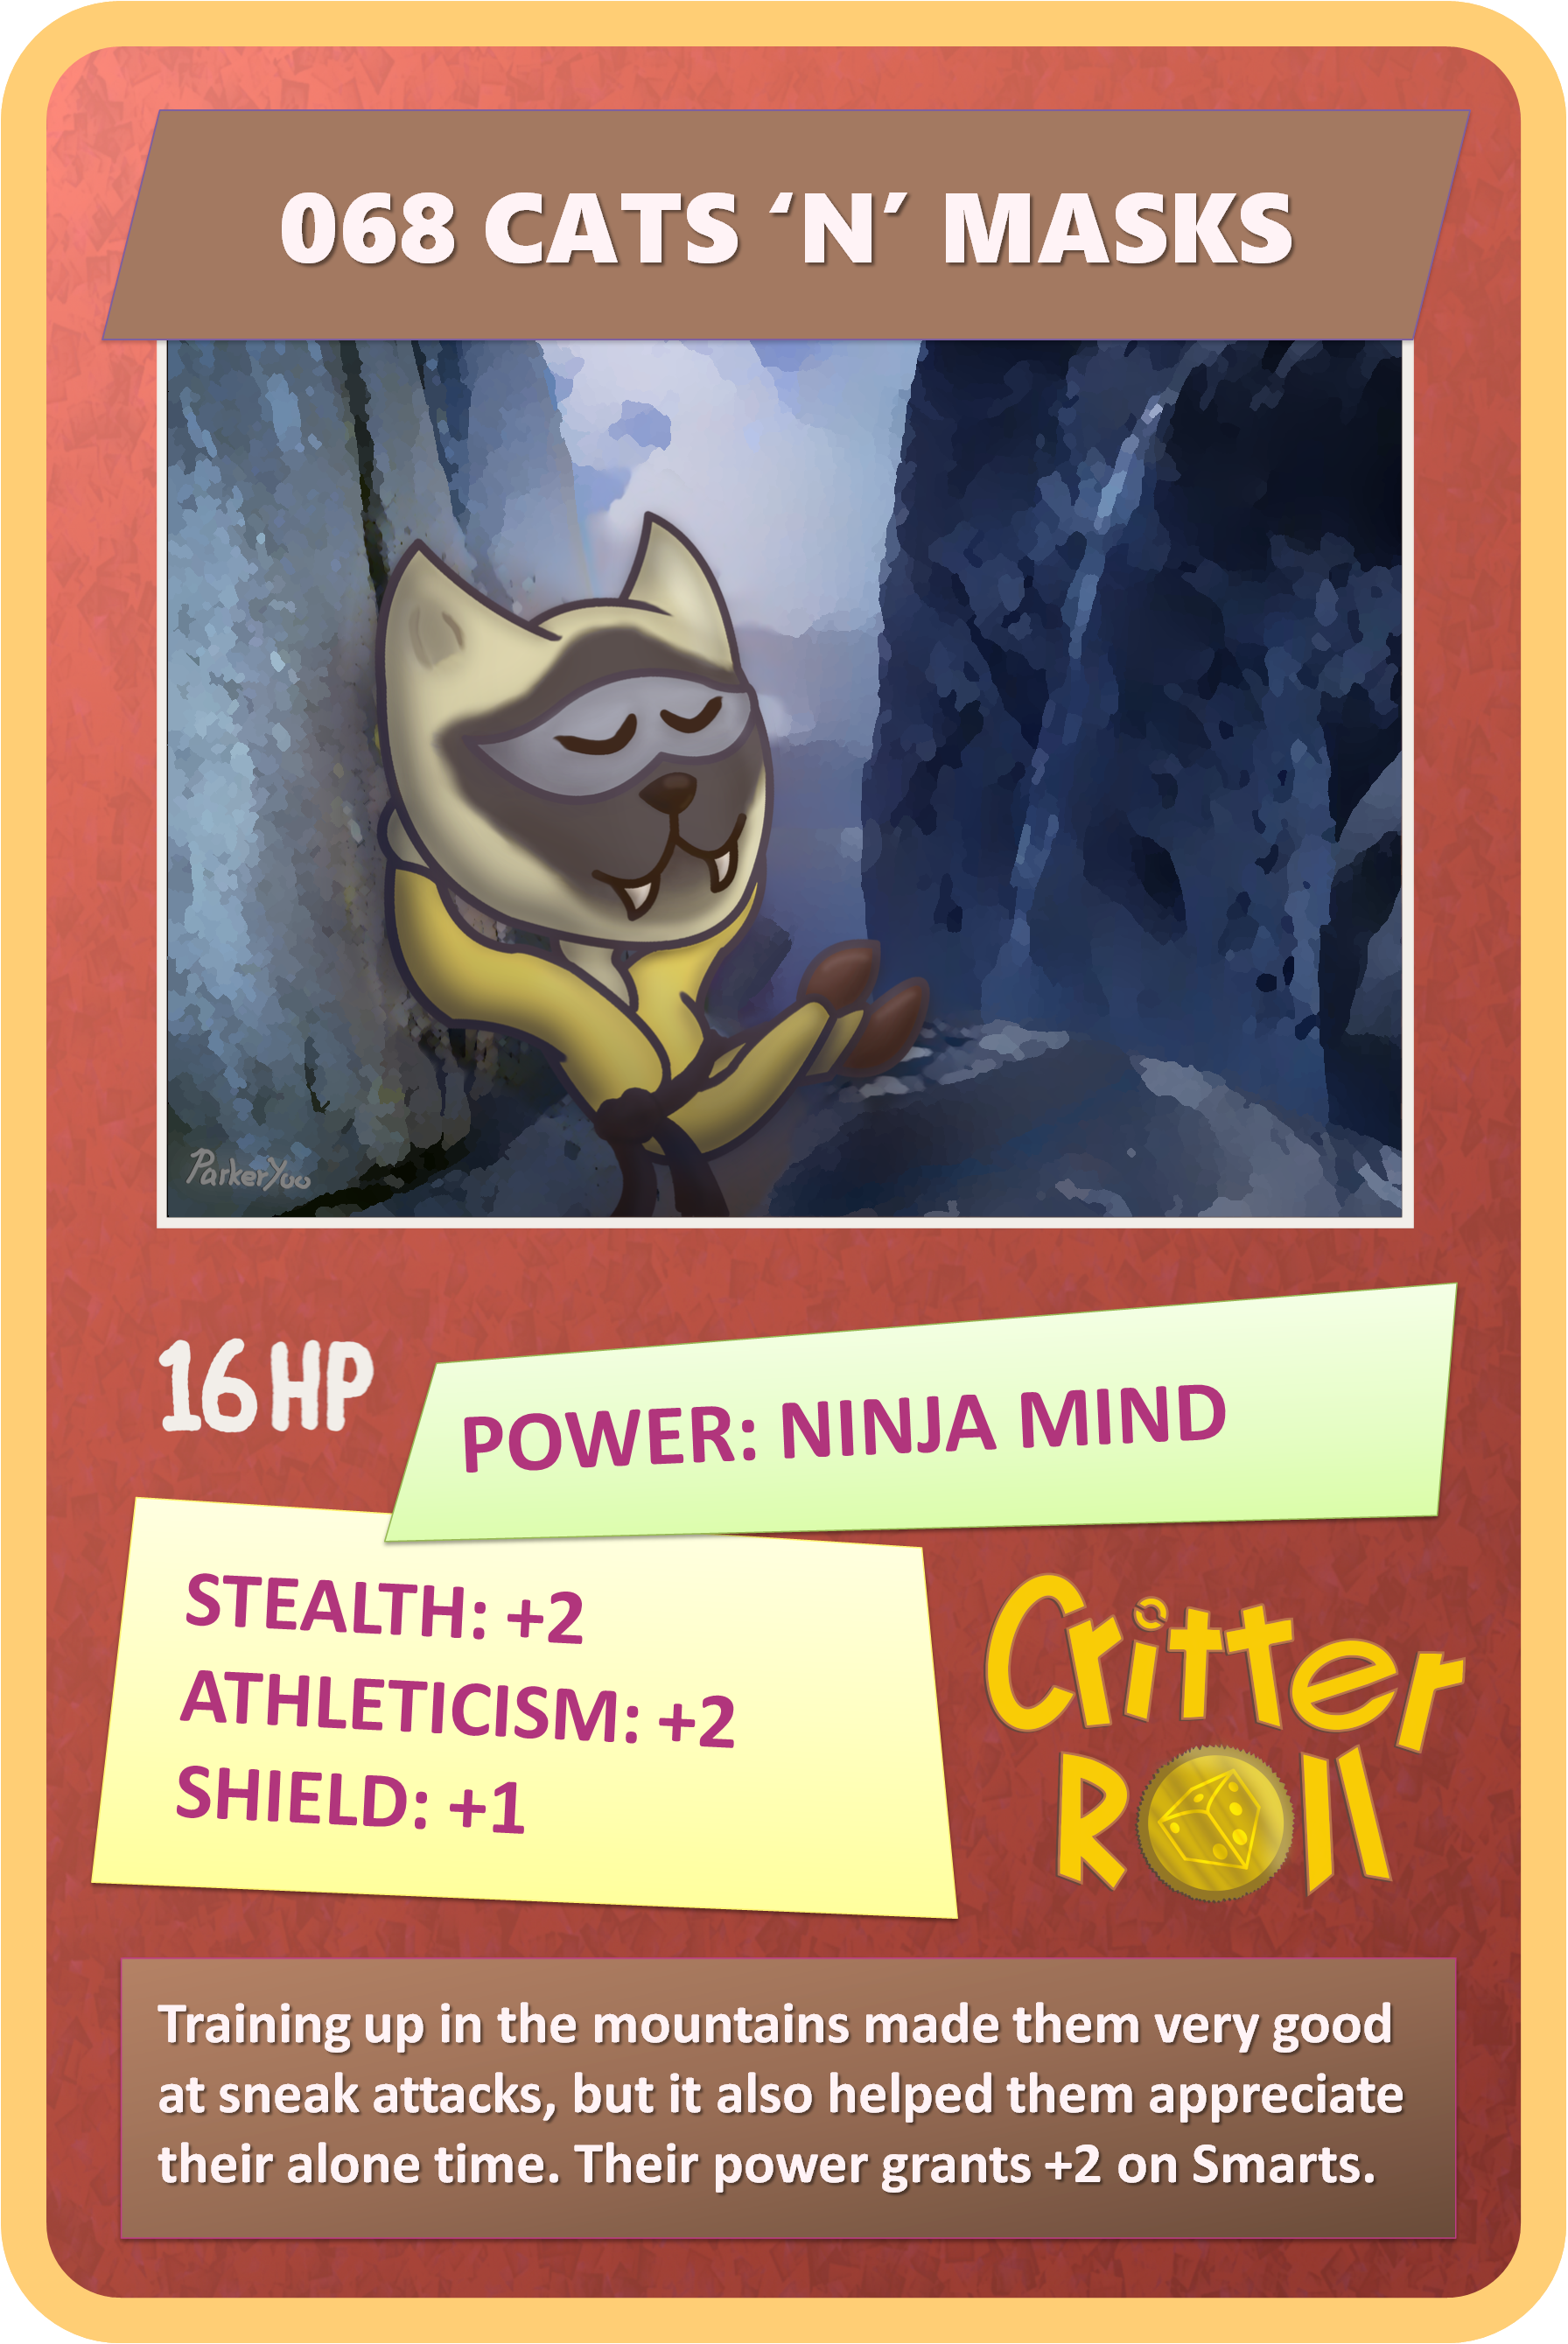 068 CATS ‘N’ MASKS
ParkerYoo
16 HP
POWER: NINJA MIND
STEALTH: +2
ATHLETICISM: +2
SHIELD: +1
Critter
Roll
Training up in the mountains made them very good
at sneak attacks, but it also helped them appreciate
their alone time. Their power grants +2 on Smarts.